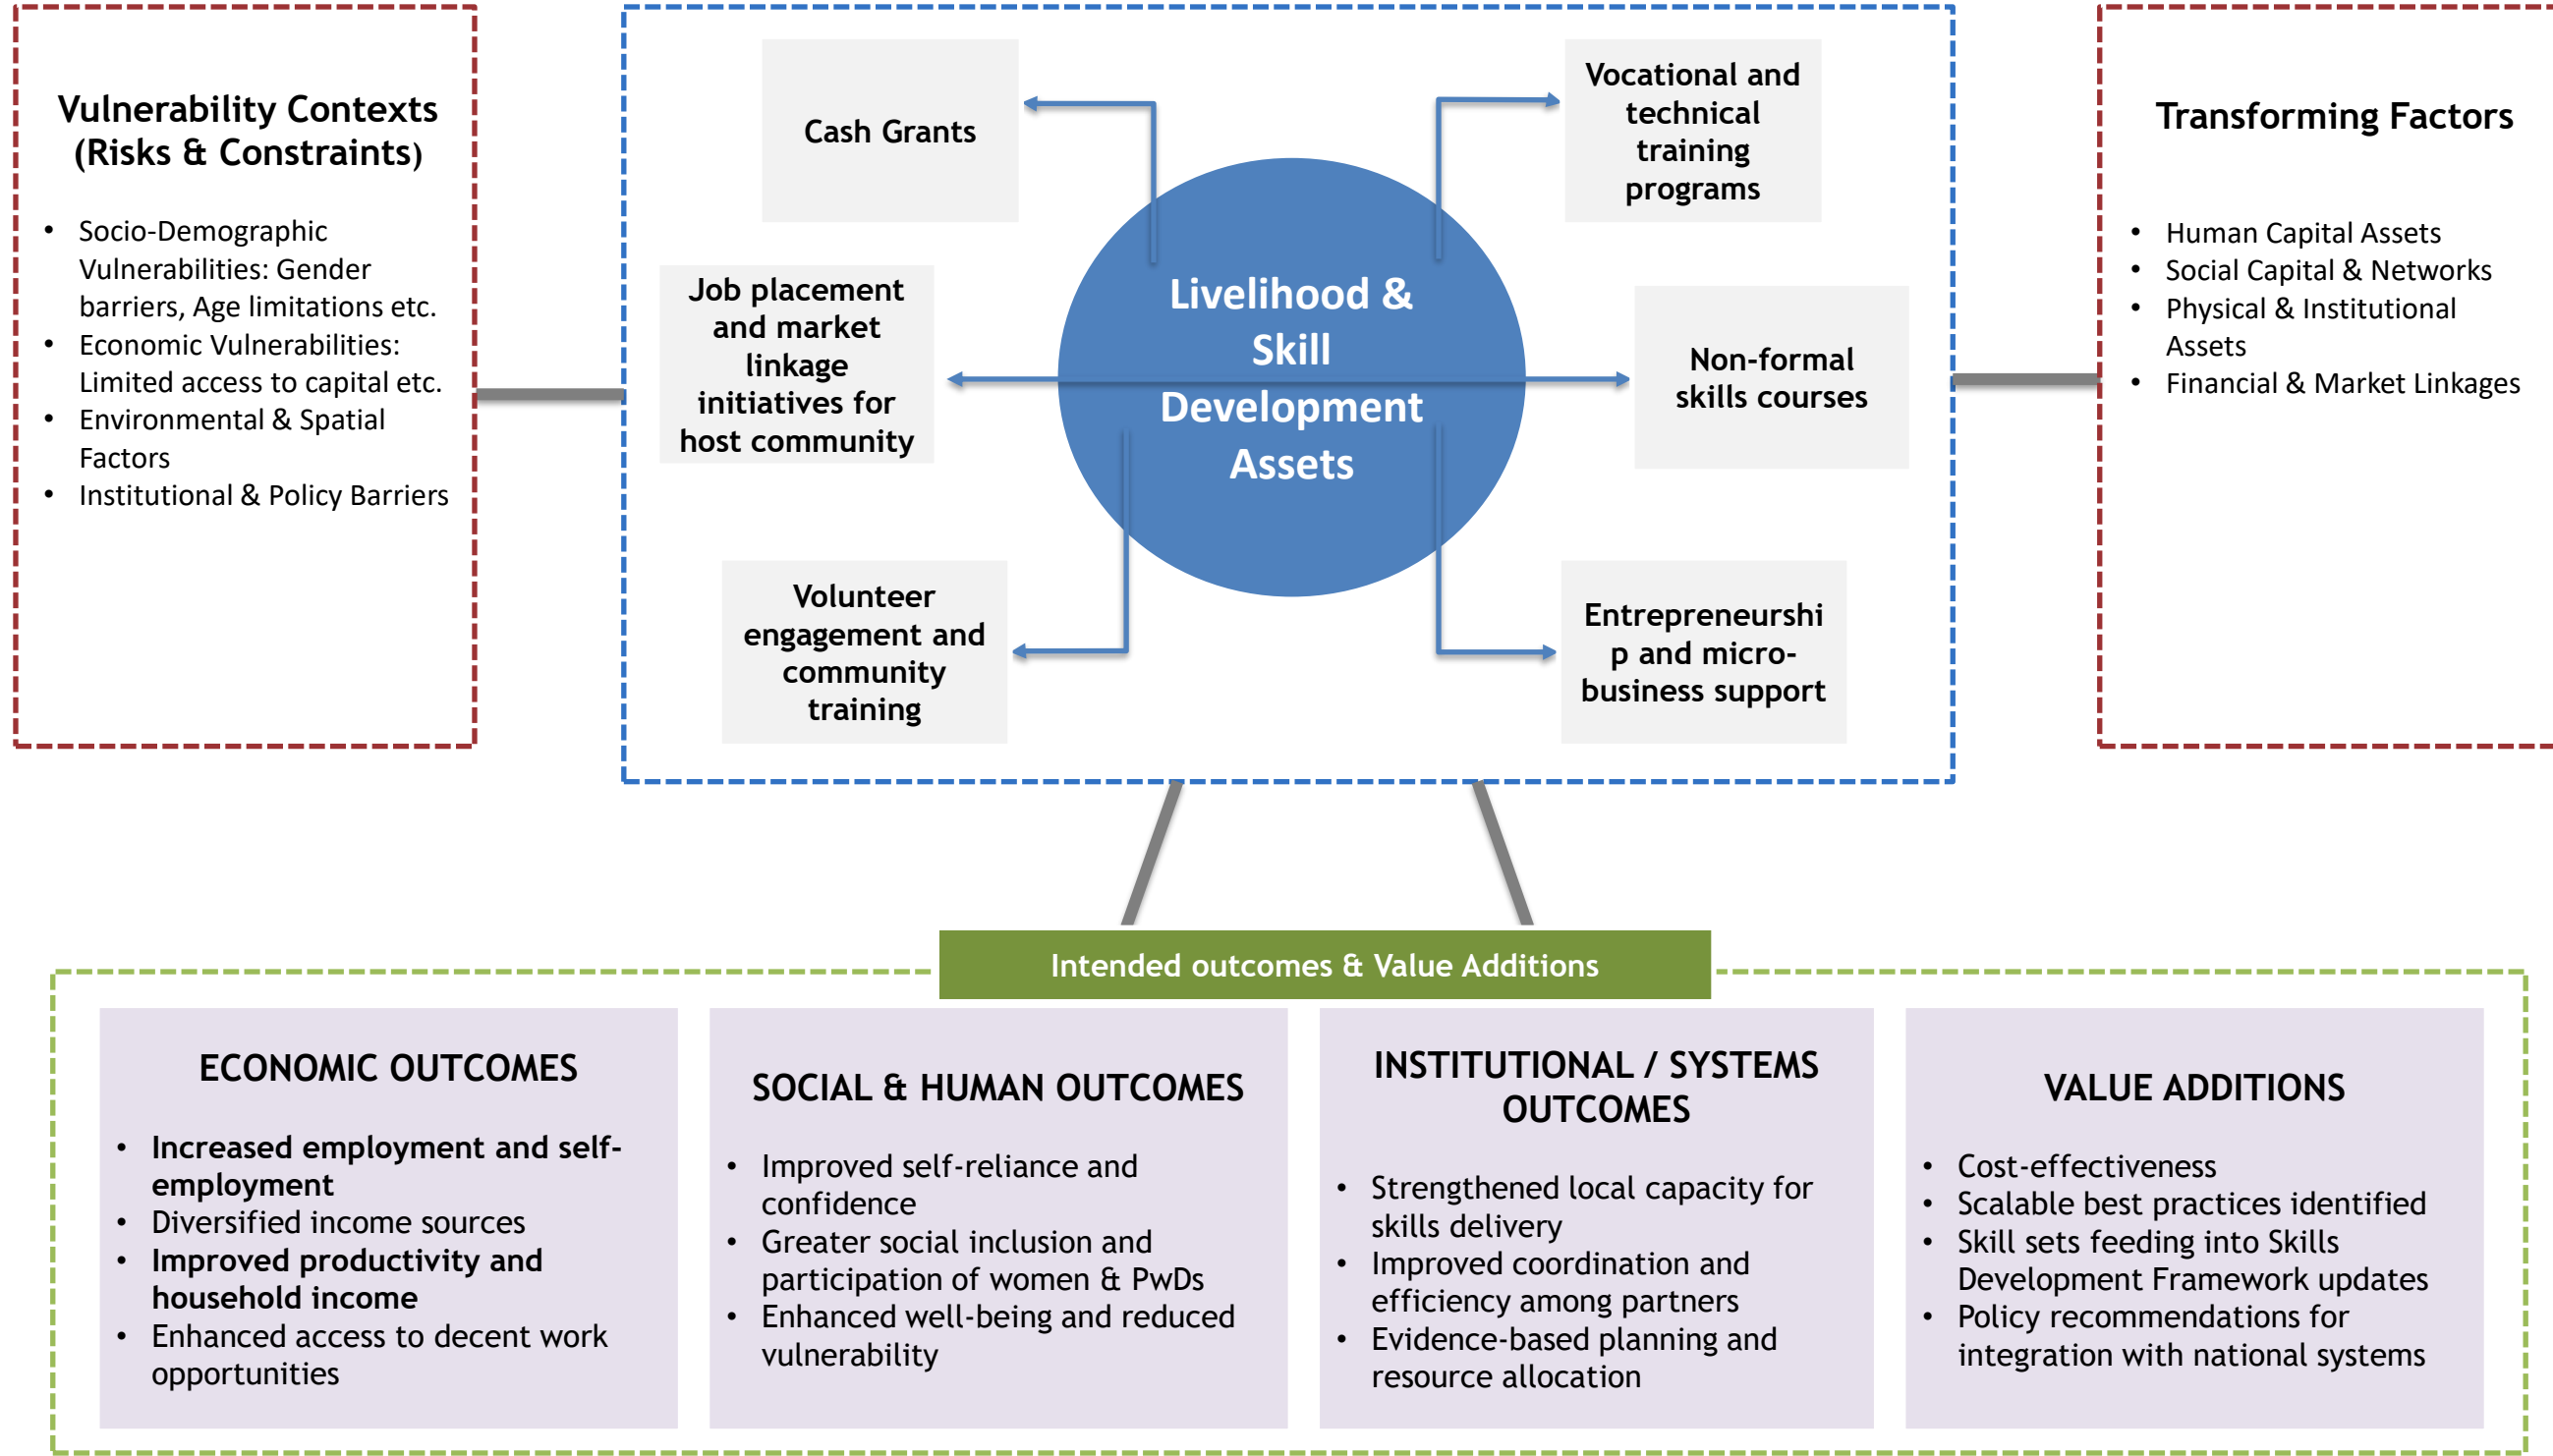 Vulnerability Contexts
(Risks & Constraints)
• Socio-Demographic
Vulnerabilities: Gender
barriers, Age limitations etc.
• Economic Vulnerabilities:
Limited access to capital etc.
• Environmental & Spatial
Factors
• Institutional & Policy Barriers
Cash Grants
Job placement
and market
linkage
initiatives for
host community
Volunteer
engagement and
community
training
Livelihood &
Skill
Development
Assets
Vocational and
technical
training
programs
Non-formal
skills courses
Entrepreneurshi
p and micro-
business support
Transforming Factors
• Human Capital Assets
• Social Capital & Networks
• Physical & Institutional
Assets
• Financial & Market Linkages
Intended outcomes & Value Additions
ECONOMIC OUTCOMES
• Increased employment and self-
employment
• Diversified income sources
• Improved productivity and
household income
• Enhanced access to decent work
opportunities
SOCIAL & HUMAN OUTCOMES
• Improved self-reliance and
confidence
• Greater social inclusion and
participation of women & PwDs
• Enhanced well-being and reduced
vulnerability
INSTITUTIONAL / SYSTEMS
OUTCOMES
• Strengthened local capacity for
skills delivery
• Improved coordination and
efficiency among partners
• Evidence-based planning and
resource allocation
VALUE ADDITIONS
• Cost-effectiveness
• Scalable best practices identified
• Skill sets feeding into Skills
Development Framework updates
• Policy recommendations for
integration with national systems